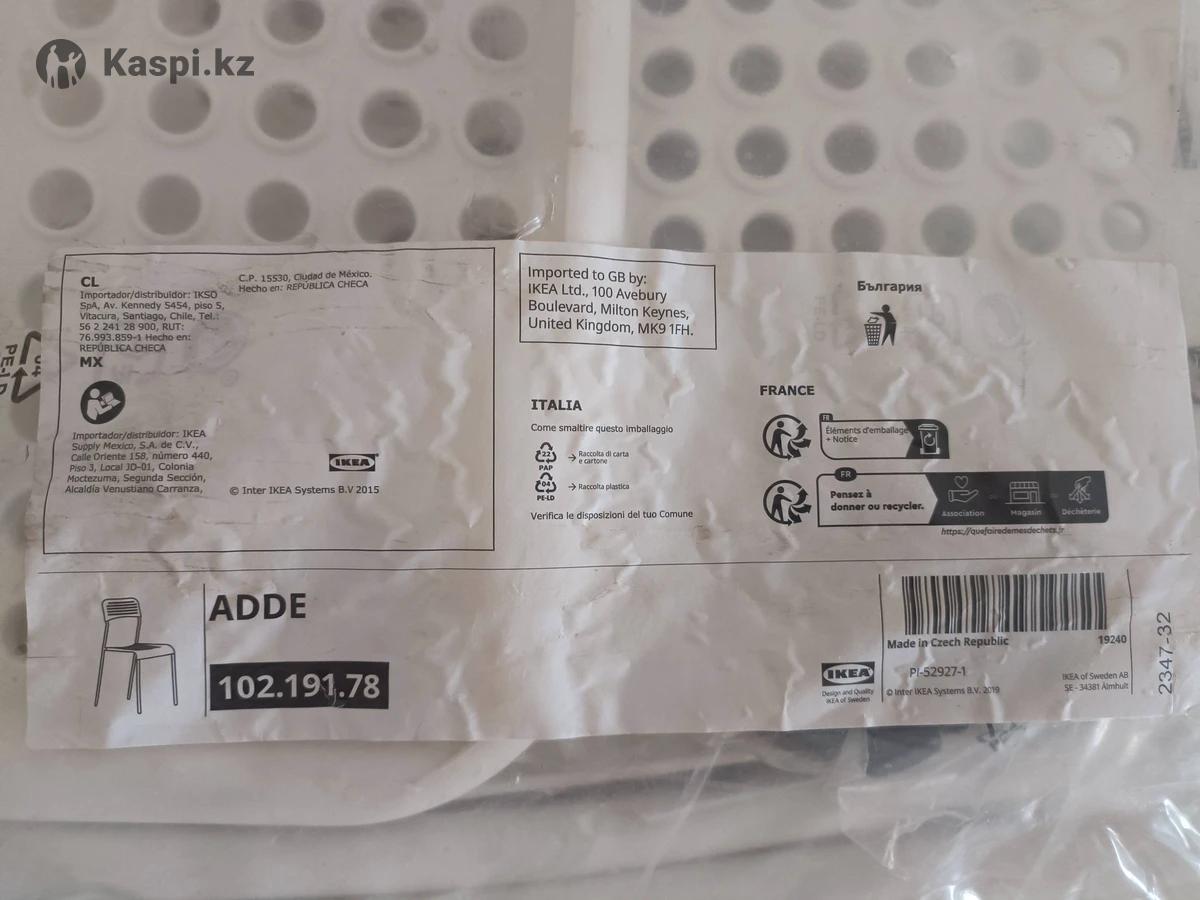 Kaspi.kz
CL
Importador/distribuidor: IKSO
SpA, Av. Kennedy 5454, piso 5,
Vitacura, Santiago, Chile, Tel.:
56 2 241 28 900, RUT:
76.993.859-1 Hecho en:
REPÚBLICA CHECA
MX
Importador/distribuidor: IKEA
Supply Mexico, S.A. de C.V.,
Calle Oriente 158, número 440,
Piso 3, Local JD-01, Colonia
Moctezuma, Segunda Sección,
Alcaldía Venustiano Carranza,
C.P. 15530, Ciudad de México.
Hecho en: REPÚBLICA CHECA
IKEA
© Inter IKEA Systems B.V 2015
Imported to GB by:
IKEA Ltd., 100 Avebury
Boulevard, Milton Keynes,
United Kingdom, MK9 1FH.
ITALIA
Come smaltire questo imballaggio
22
PAP
→ Raccolta di carta
e cartone
04
PE-LD
→ Raccolta plastica
Verifica le disposizioni del tuo Comune
България
FRANCE
FR
Éléments d'emballage
+ Notice
FR
Pensez à
donner ou recycler.
Association
Magasin
Déchèterie
https://quefairedemesdechets.fr
04
PE-LD
ADDE
102.191.78
IKEA
Design and Quality
IKEA of Sweden
Made in Czech Republic
19240
PI-52927-1
© Inter IKEA Systems B.V. 2019
IKEA of Sweden AB
SE - 34381 Älmhult
2347-32